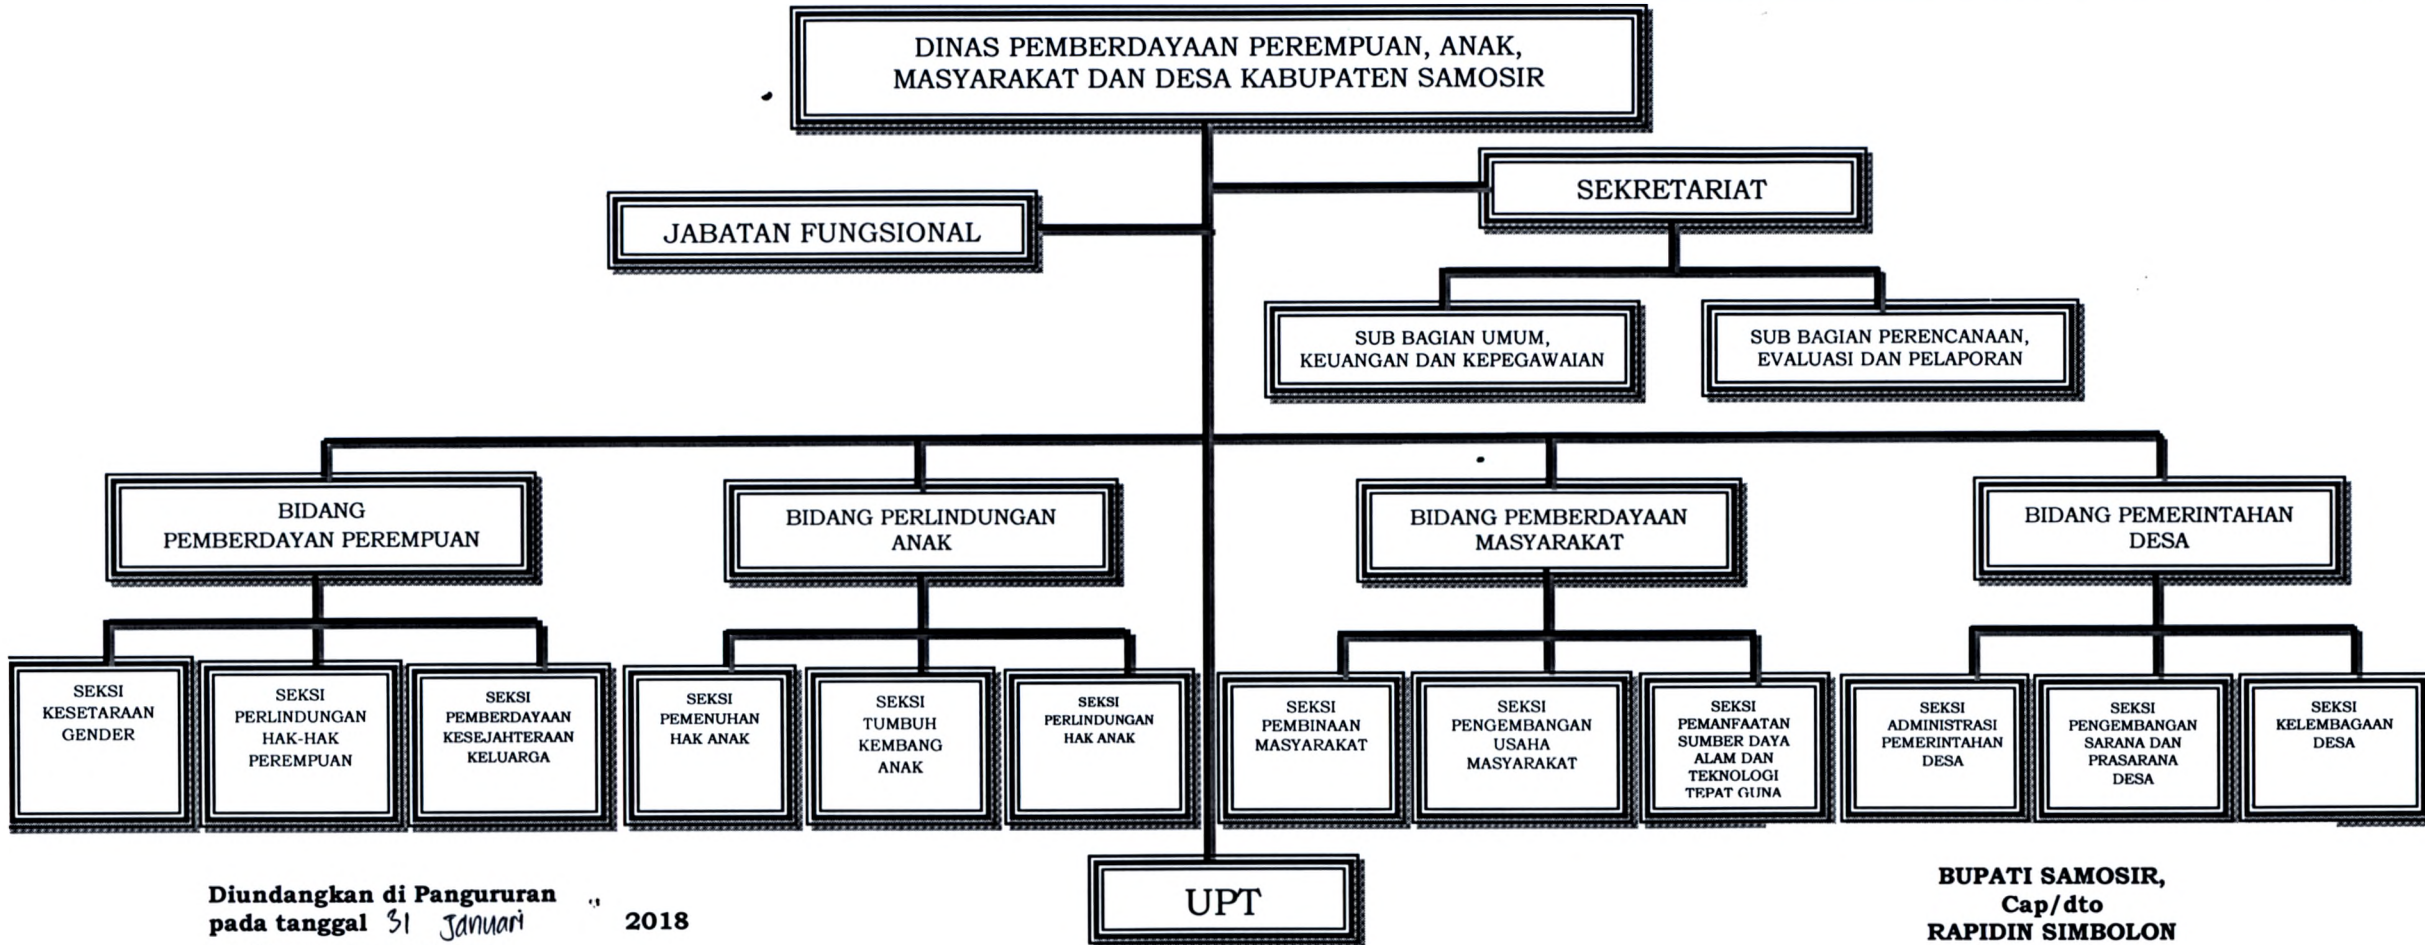 DINAS PEMBERDAYAAN PEREMPUAN, ANAK,
MASYARAKAT DAN DESA KABUPATEN SAMOSIR
SEKRETARIAT
JABATAN FUNGSIONAL
SUB BAGIAN UMUM,
KEUANGAN DAN KEPEGAWAIAN
SUB BAGIAN PERENCANAAN,
EVALUASI DAN PELAPORAN
BIDANG
PEMBERDAYAN PEREMPUAN
BIDANG PERLINDUNGAN
ANAK
BIDANG PEMBERDAYAAN
MASYARAKAT
BIDANG PEMERINTAHAN
DESA
SEKSI
KESETARAAN
GENDER
SEKSI
PERLINDUNGAN
HAK-HAK
PEREMPUAN
SEKSI
PEMBERDAYAAN
KESEJAHTERAAN
KELUARGA
SEKSI
PEMENUHAN
HAK ANAK
SEKSI
TUMBUH
KEMBANG
ANAK
SEKSI
PERLINDUNGAN
HAK ANAK
SEKSI
PEMBINAAN
MASYARAKAT
SEKSI
PENGEMBANGAN
USAHA
MASYARAKAT
SEKSI
PEMANFAATAN
SUMBER DAYA
ALAM DAN
TEKNOLOGI
TEPAT GUNA
SEKSI
ADMINISTRASI
PEMERINTAHAN
DESA
SEKSI
PENGEMBANGAN
SARANA DAN
PRASARANA
DESA
SEKSI
KELEMBAGAAN
DESA
UPT
Diundangkan di Pangururan
pada tanggal 31 Januari 2018
BUPATI SAMOSIR,
Cap/dto
RAPIDIN SIMBOLON